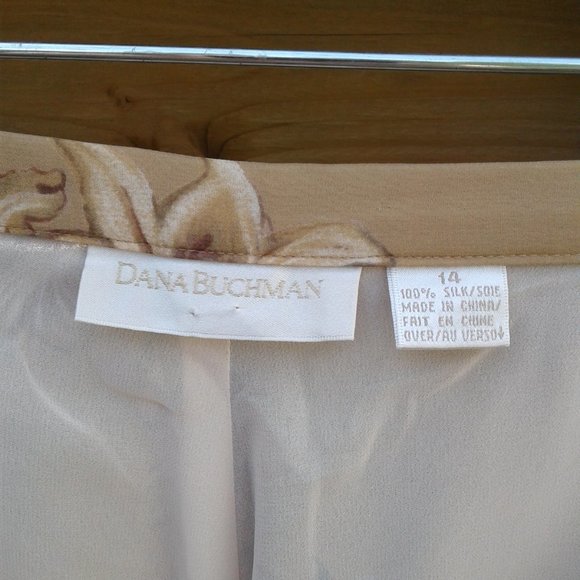 DANA BUCHMAN
14
100% SILK/SOIE
MADE IN CHINA/
FAIT EN CHINE
OVER/AU VERSO↓